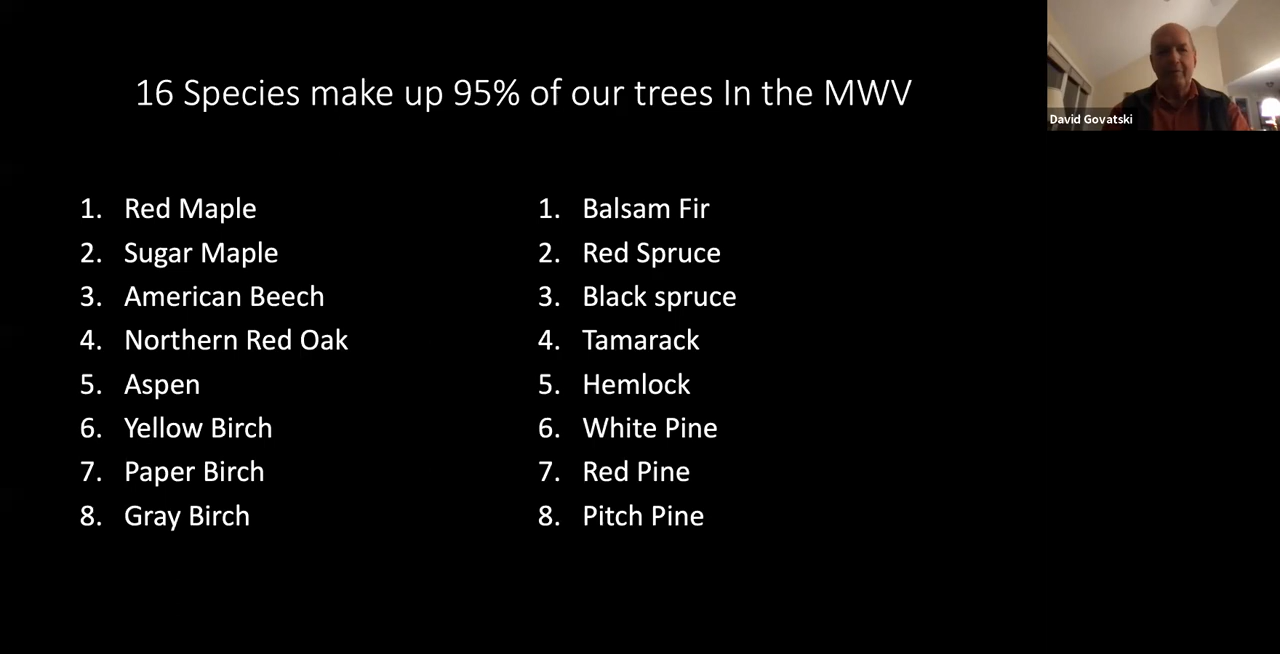 16 Species make up 95% of our trees In the MWV
David Govatski
1. Red Maple
2. Sugar Maple
3. American Beech
4. Northern Red Oak
5. Aspen
6. Yellow Birch
7. Paper Birch
8. Gray Birch
1. Balsam Fir
2. Red Spruce
3. Black spruce
4. Tamarack
5. Hemlock
6. White Pine
7. Red Pine
8. Pitch Pine